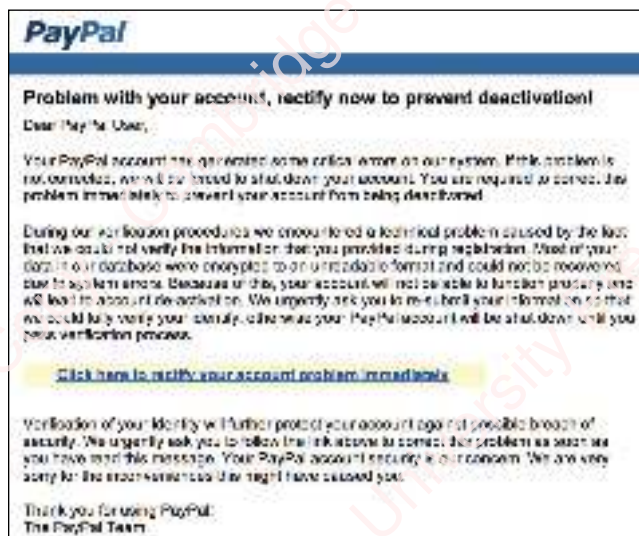 PayPal
Problem with your account, rectify now to prevent deactivation!
Dear PayPal User,
Your PayPal account has generated some critical errors on our system. If this problem is
not corrected, we will be forced to shut down your account. You are required to correct this
problem immediately to prevent your account from being deactivated.
During our verification procedures we encountered a technical problem caused by the fact
that we could not verify the information that you provided during registration. Most of your
data in our database were encrypted to an unreadable format and could not be recovered
due to system errors. Because of this, your account will not be able to function properly and
will lead to account de-activation. We urgently ask you to re-submit your information so that
we could fully verify your identity, otherwise your PayPal account will be shut down until you
pass verification process.
Click here to rectify your account problem immediately
Verification of your identity will further protect your account against possible breach of
security. We urgently ask you to follow the link above to correct this problem as soon as
you have read this message. Your PayPal account security is our concern. We are very
sorry for the inconveniences this might have caused you.
Thank you for using PayPal!
The PayPal Team